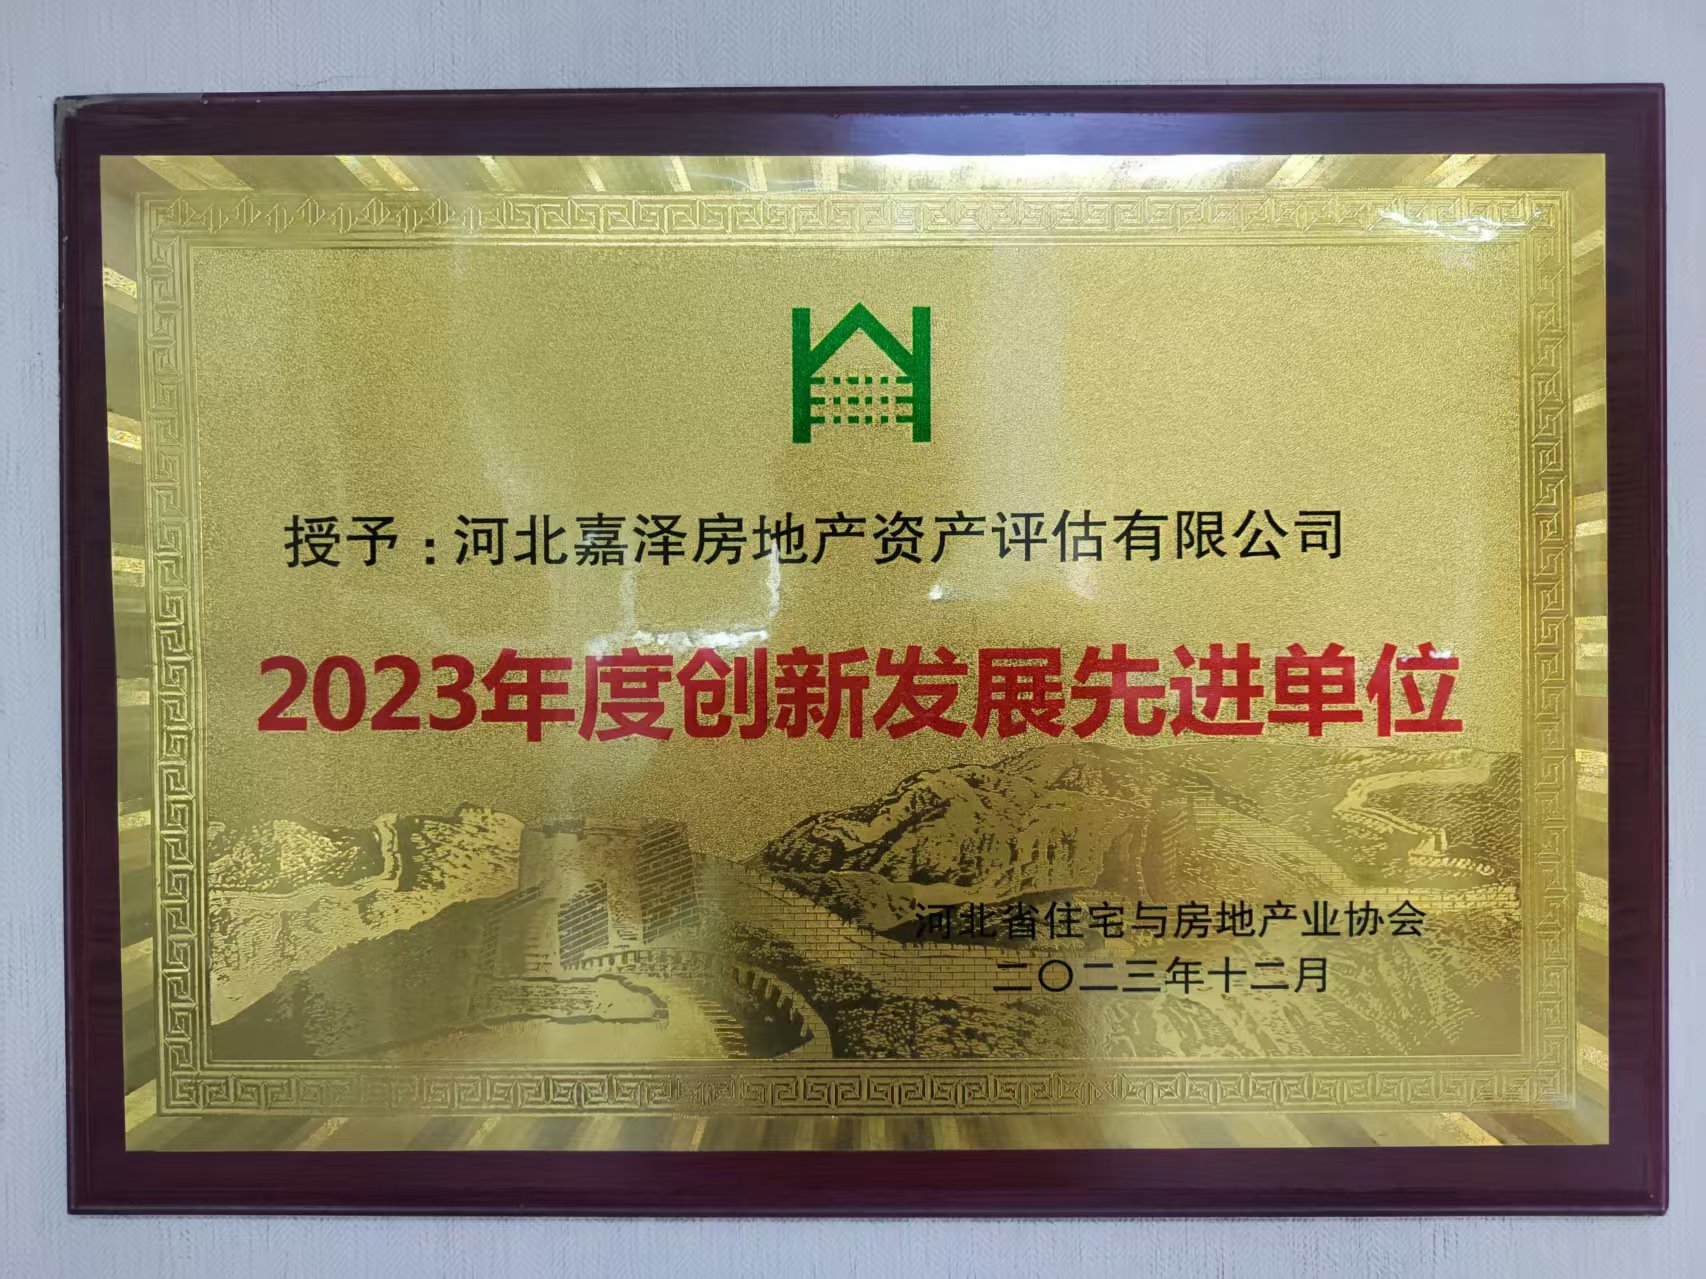 授予：河北嘉泽房地产资产评估有限公司
2023年度创新发展先进单位
河北省住宅与房地产业协会
二〇二三年十二月